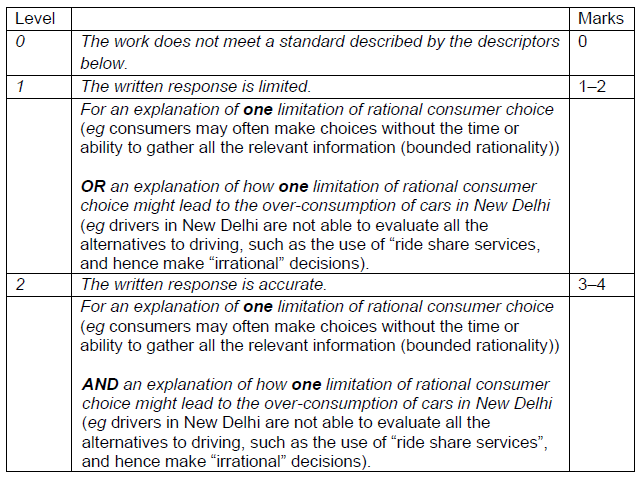 Level Marks
0 The work does not meet a standard described by the descriptors 0
below.
1 The written response is limited. 1–2
For an explanation of one limitation of rational consumer choice
(eg consumers may often make choices without the time or
ability to gather all the relevant information (bounded rationality))
OR an explanation of how one limitation of rational consumer
choice might lead to the over-consumption of cars in New Delhi
(eg drivers in New Delhi are not able to evaluate all the
alternatives to driving, such as the use of “ride share services,
and hence make “irrational” decisions).
2 The written response is accurate. 3–4
For an explanation of one limitation of rational consumer choice
(eg consumers may often make choices without the time or
ability to gather all the relevant information (bounded rationality))
AND an explanation of how one limitation of rational consumer
choice might lead to the over-consumption of cars in New Delhi
(eg drivers in New Delhi are not able to evaluate all the
alternatives to driving, such as the use of “ride share services”,
and hence make “irrational” decisions).